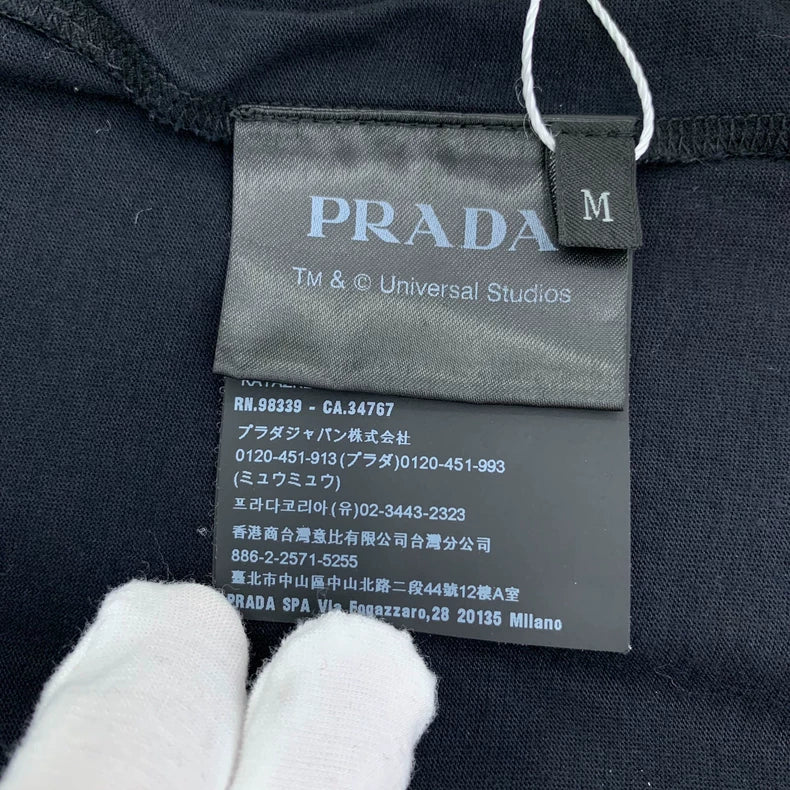 PRADA
M
TM & © Universal Studios
RN.98339 - CA.34767
プラダジャパン株式会社
0120-451-913(プラダ)0120-451-993
(ミュウミュウ)
프라다코리아(유)02-3443-2323
香港商台灣意比有限公司台灣分公司
886-2-2571-5255
臺北市中山區中山北路二段44號12樓A室
PRADA SPA Via Fogazzaro,28 20135 Milano